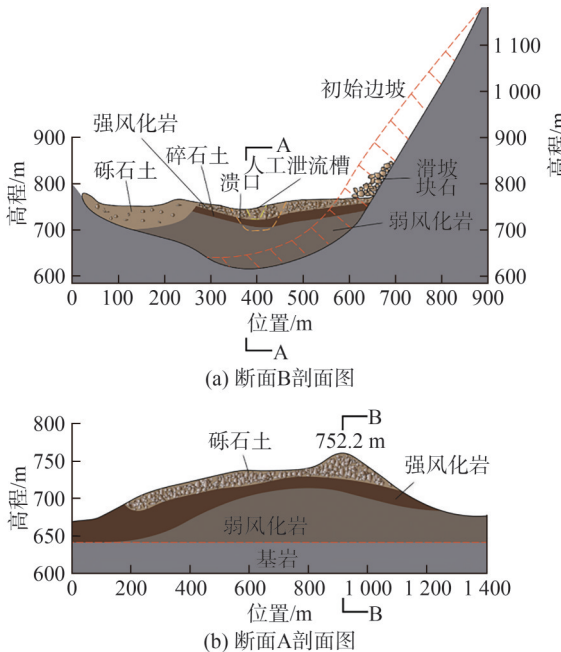 1 100
初始边坡
1 000
强风化岩
A
900
碎石土
人工泄流槽
900
砾石土
溃口
滑坡
块石
800
800
高程/m
高程/m
700
弱风化岩
700
600
600
0 100 200 300 400 500 600 700 800 900
位置/m
A
(a) 断面B剖面图
800
B
砾石土
752.2 m
750
强风化岩
高程/m
700
弱风化岩
650
基岩
600
0 200 400 600 800 1 000 1 200 1 400
位置/m
B
(b) 断面A剖面图